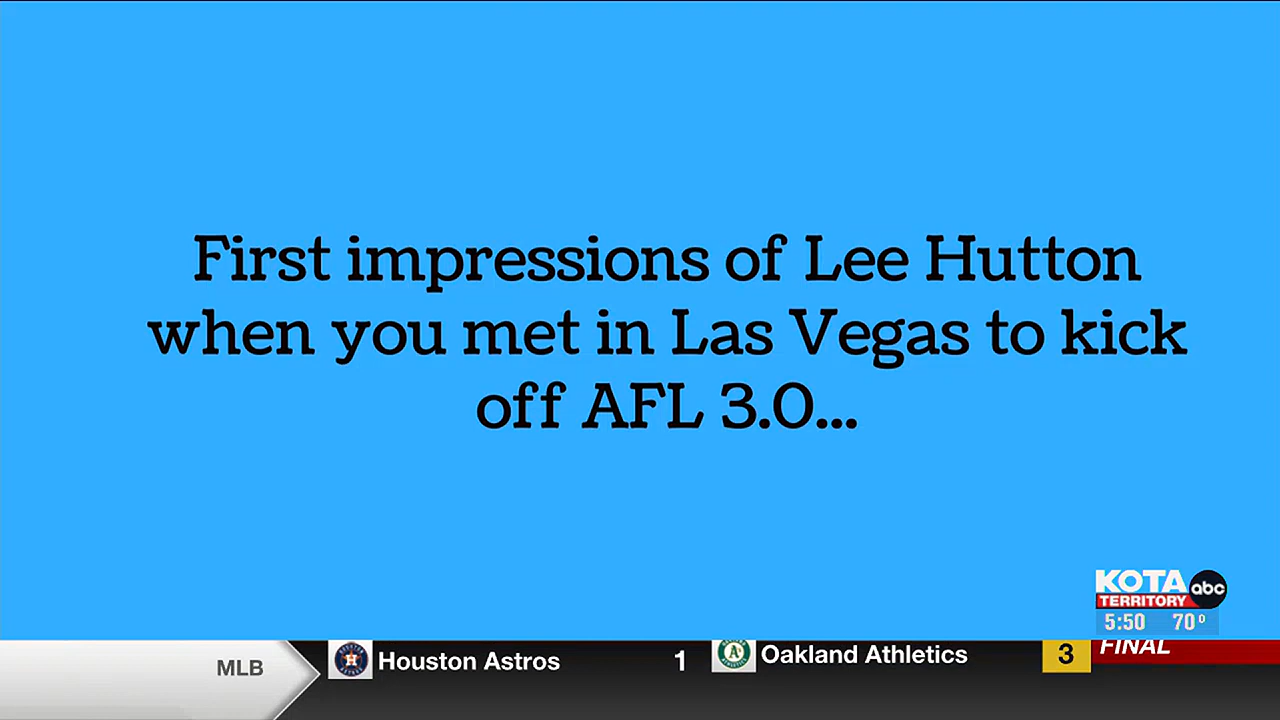 First impressions of Lee Hutton
when you met in Las Vegas to kick
off AFL 3.0...
KOTA abc
TERRITORY
5:50 70°
MLB Houston Astros 1 Oakland Athletics 3 FINAL